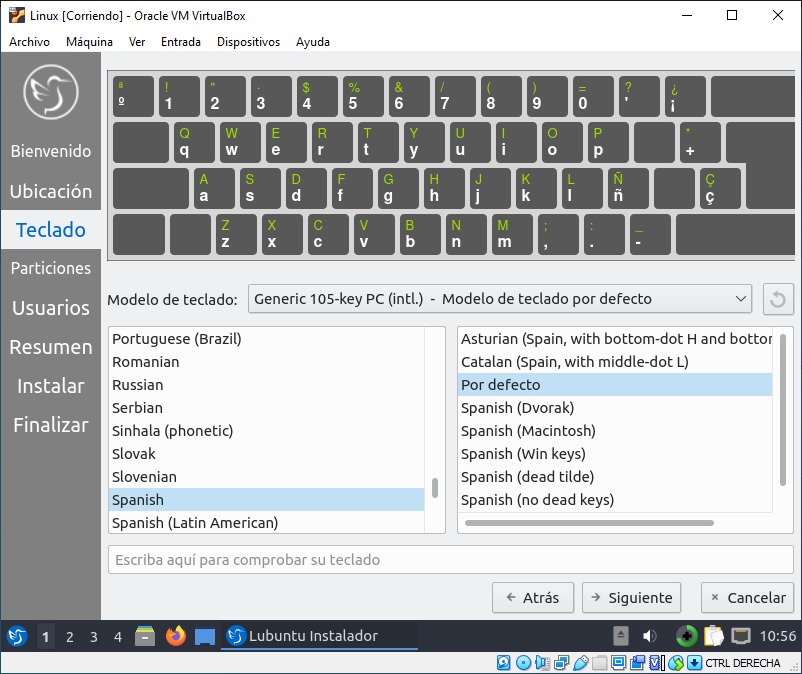 Linux [Corriendo] - Oracle VM VirtualBox
Archivo Máquina Ver Entrada Dispositivos Ayuda
Bienvenido
Ubicación
Teclado
Particiones
Usuarios
Resumen
Instalar
Finalizar
ª ! " · $ % & / ( ) = ? ¿
º 1 2 3 4 5 6 7 8 9 0 ' ¡
Q W E R T Y U I O P *
q w e r t y u i o p +
A S D F G H J K L Ñ Ç
a s d f g h j k l ñ ç
Z X C V B N M ; : _
z x c v b n m , . -
Modelo de teclado: Generic 105-key PC (intl.) - Modelo de teclado por defecto
Portuguese (Brazil)
Romanian
Russian
Serbian
Sinhala (phonetic)
Slovak
Slovenian
Spanish
Spanish (Latin American)
Asturian (Spain, with bottom-dot H and bottor
Catalan (Spain, with middle-dot L)
Por defecto
Spanish (Dvorak)
Spanish (Macintosh)
Spanish (Win keys)
Spanish (dead tilde)
Spanish (no dead keys)
Escriba aquí para comprobar su teclado
Atrás Siguiente Cancelar
1 2 3 4 Lubuntu Instalador 10:56
CTRL DERECHA